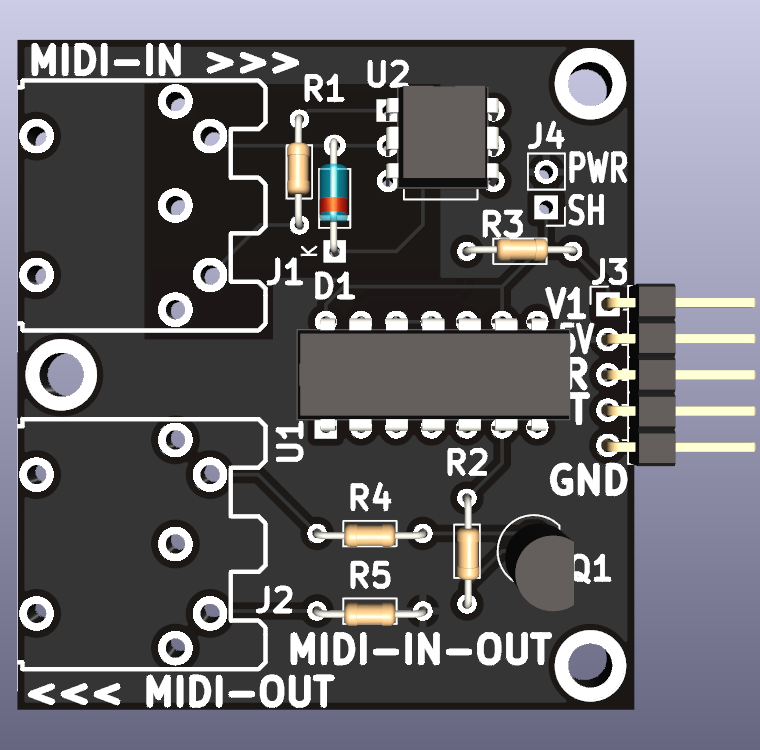 MIDI-IN >>>
R1
U2
J4
PWR
SH
R3
J1
K
D1
J3
V1
5V
R
T
GND
U1
R2
R4
Q1
R5
J2
MIDI-IN-OUT
<<< MIDI-OUT